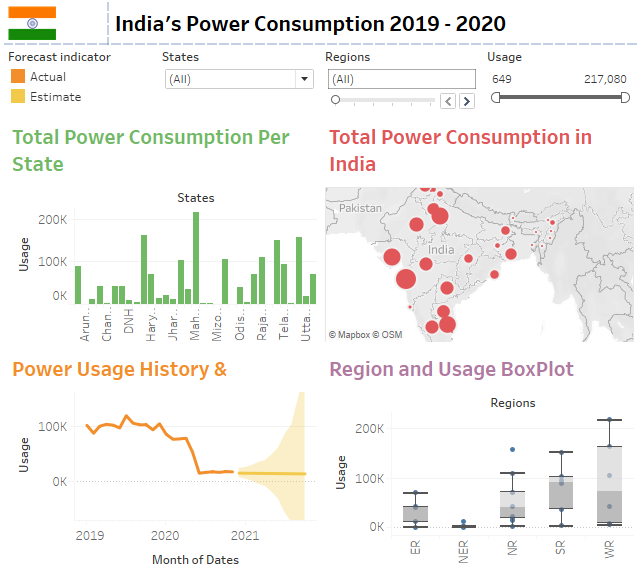 India's Power Consumption 2019 - 2020
Forecast indicator
Actual
Estimate
States
(All)
Regions
(All)
Usage
649 217,080
Total Power Consumption Per
State
States
Usage
200K
100K
0K
Arun..
Chan..
DNH
Hary..
Jhar..
Mah..
Mizo..
Odis..
Raja..
Tela..
Utta..
Total Power Consumption in
India
Pakistan
India
© Mapbox © OSM
Power Usage History &
Usage
100K
0K
2019 2020 2021
Month of Dates
Region and Usage BoxPlot
Regions
Usage
200K
100K
0K
ER
NER
NR
SR
WR